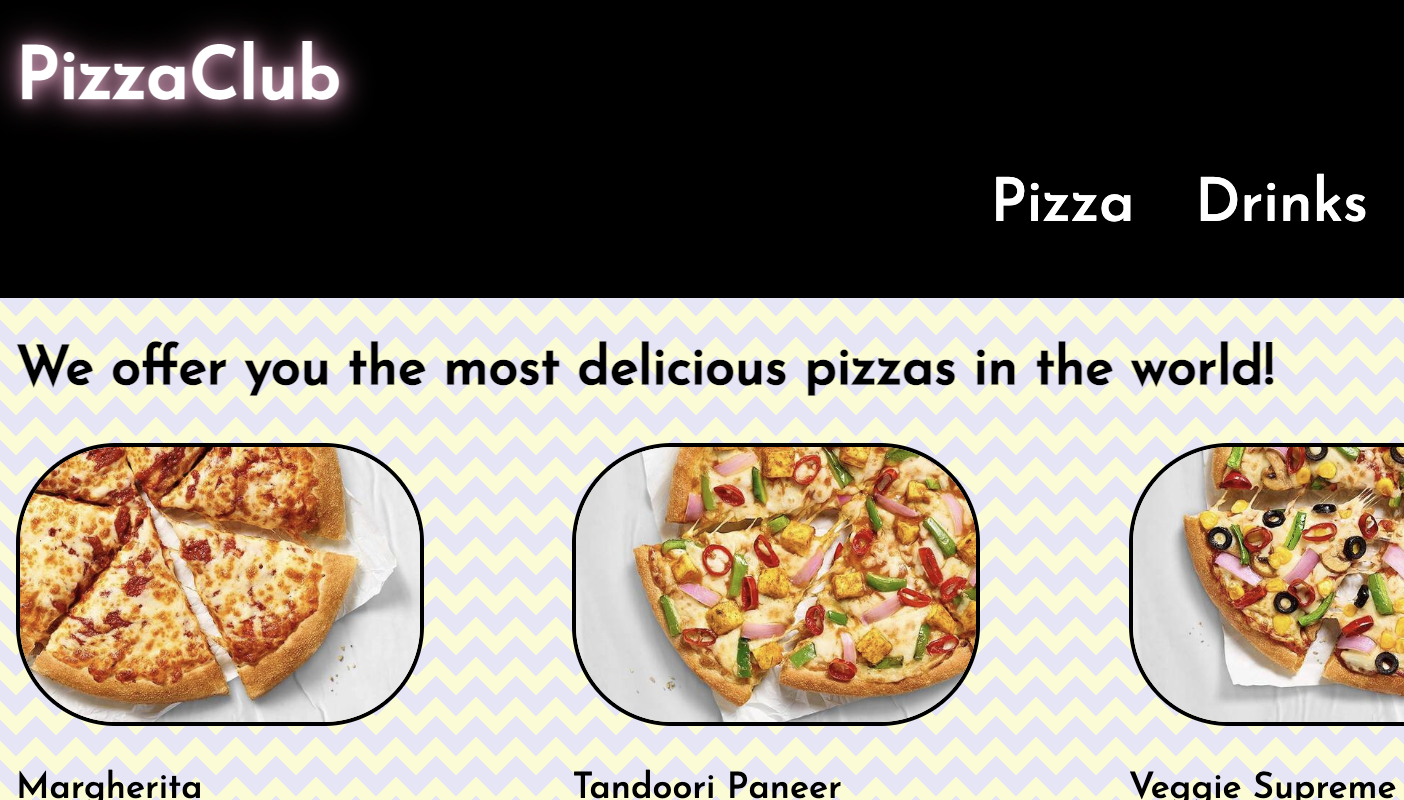 PizzaClub
Pizza Drinks
We offer you the most delicious pizzas in the world!
Margherita
Tandoori Paneer
Veggie Supreme